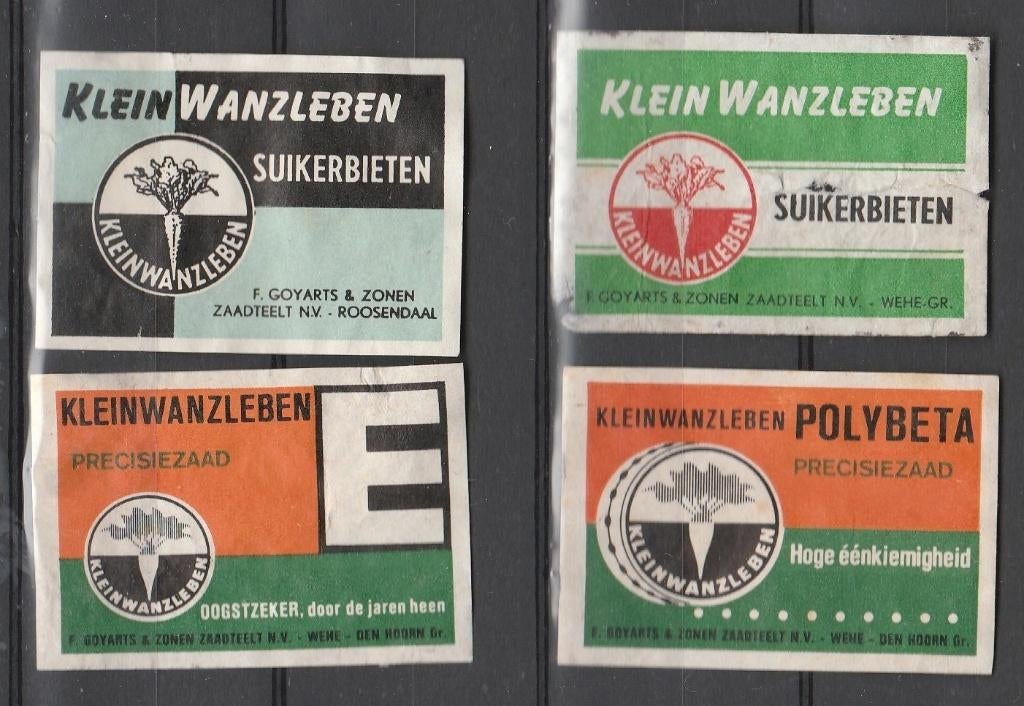 KLEIN WANZLEBEN
SUIKERBIETEN
KLEINWANZLEBEN
F. GOYARTS & ZONEN
ZAADTEELT N.V. - ROOSENDAAL
KLEIN WANZLEBEN
SUIKERBIETEN
KLEINWANZLEBEN
F. GOYARTS & ZONEN ZAADTEELT N.V. - WEHE-GR.
KLEINWANZLEBEN E
PRECISIEZAAD
KLEINWANZLEBEN
OOGSTZEKER, door de jaren heen
F. GOYARTS & ZONEN ZAADTEELT N.V. - WEHE - DEN HOORN Gr.
KLEINWANZLEBEN POLYBETA
PRECISIEZAAD
KLEINWANZLEBEN
Hoge éénkiemigheid
F. GOYARTS & ZONEN ZAADTEELT N.V. - WEHE - DEN HOORN Gr.